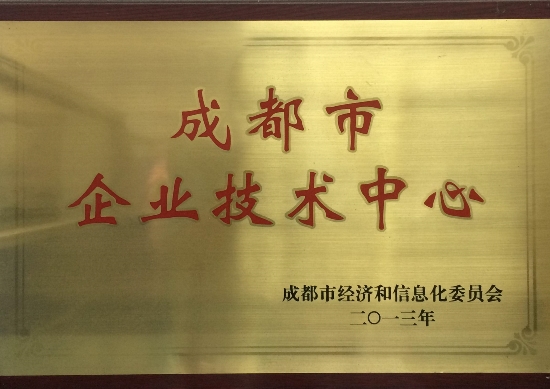 成都市
企业技术中心
成都市经济和信息化委员会
二〇一三年